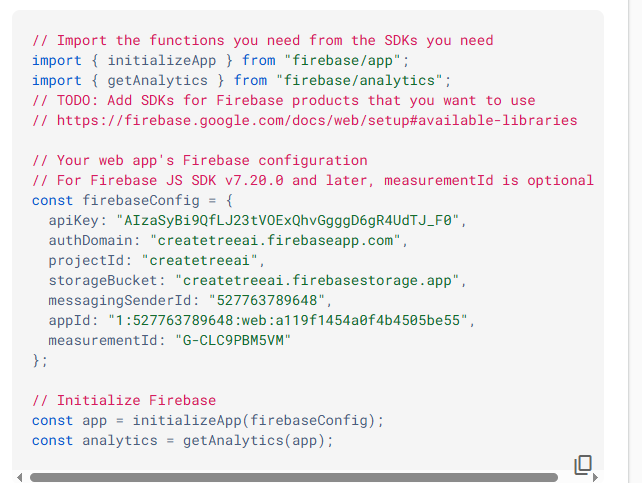 // Import the functions you need from the SDKs you need
import { initializeApp } from "firebase/app";
import { getAnalytics } from "firebase/analytics";
// TODO: Add SDKs for Firebase products that you want to use
// https://firebase.google.com/docs/web/setup#available-libraries
// Your web app's Firebase configuration
// For Firebase JS SDK v7.20.0 and later, measurementId is optional
const firebaseConfig = {
apiKey: "AIzaSyBi9QfLJ23tVOExQhvGgggD6gR4UdTJ_F0",
authDomain: "createtreeai.firebaseapp.com",
projectId: "createtreeai",
storageBucket: "createtreeai.firebasestorage.app",
messagingSenderId: "527763789648",
appId: "1:527763789648:web:a119f1454a0f4b4505be55",
measurementId: "G-CLC9PBM5VM"
};
// Initialize Firebase
const app = initializeApp(firebaseConfig);
const analytics = getAnalytics(app);